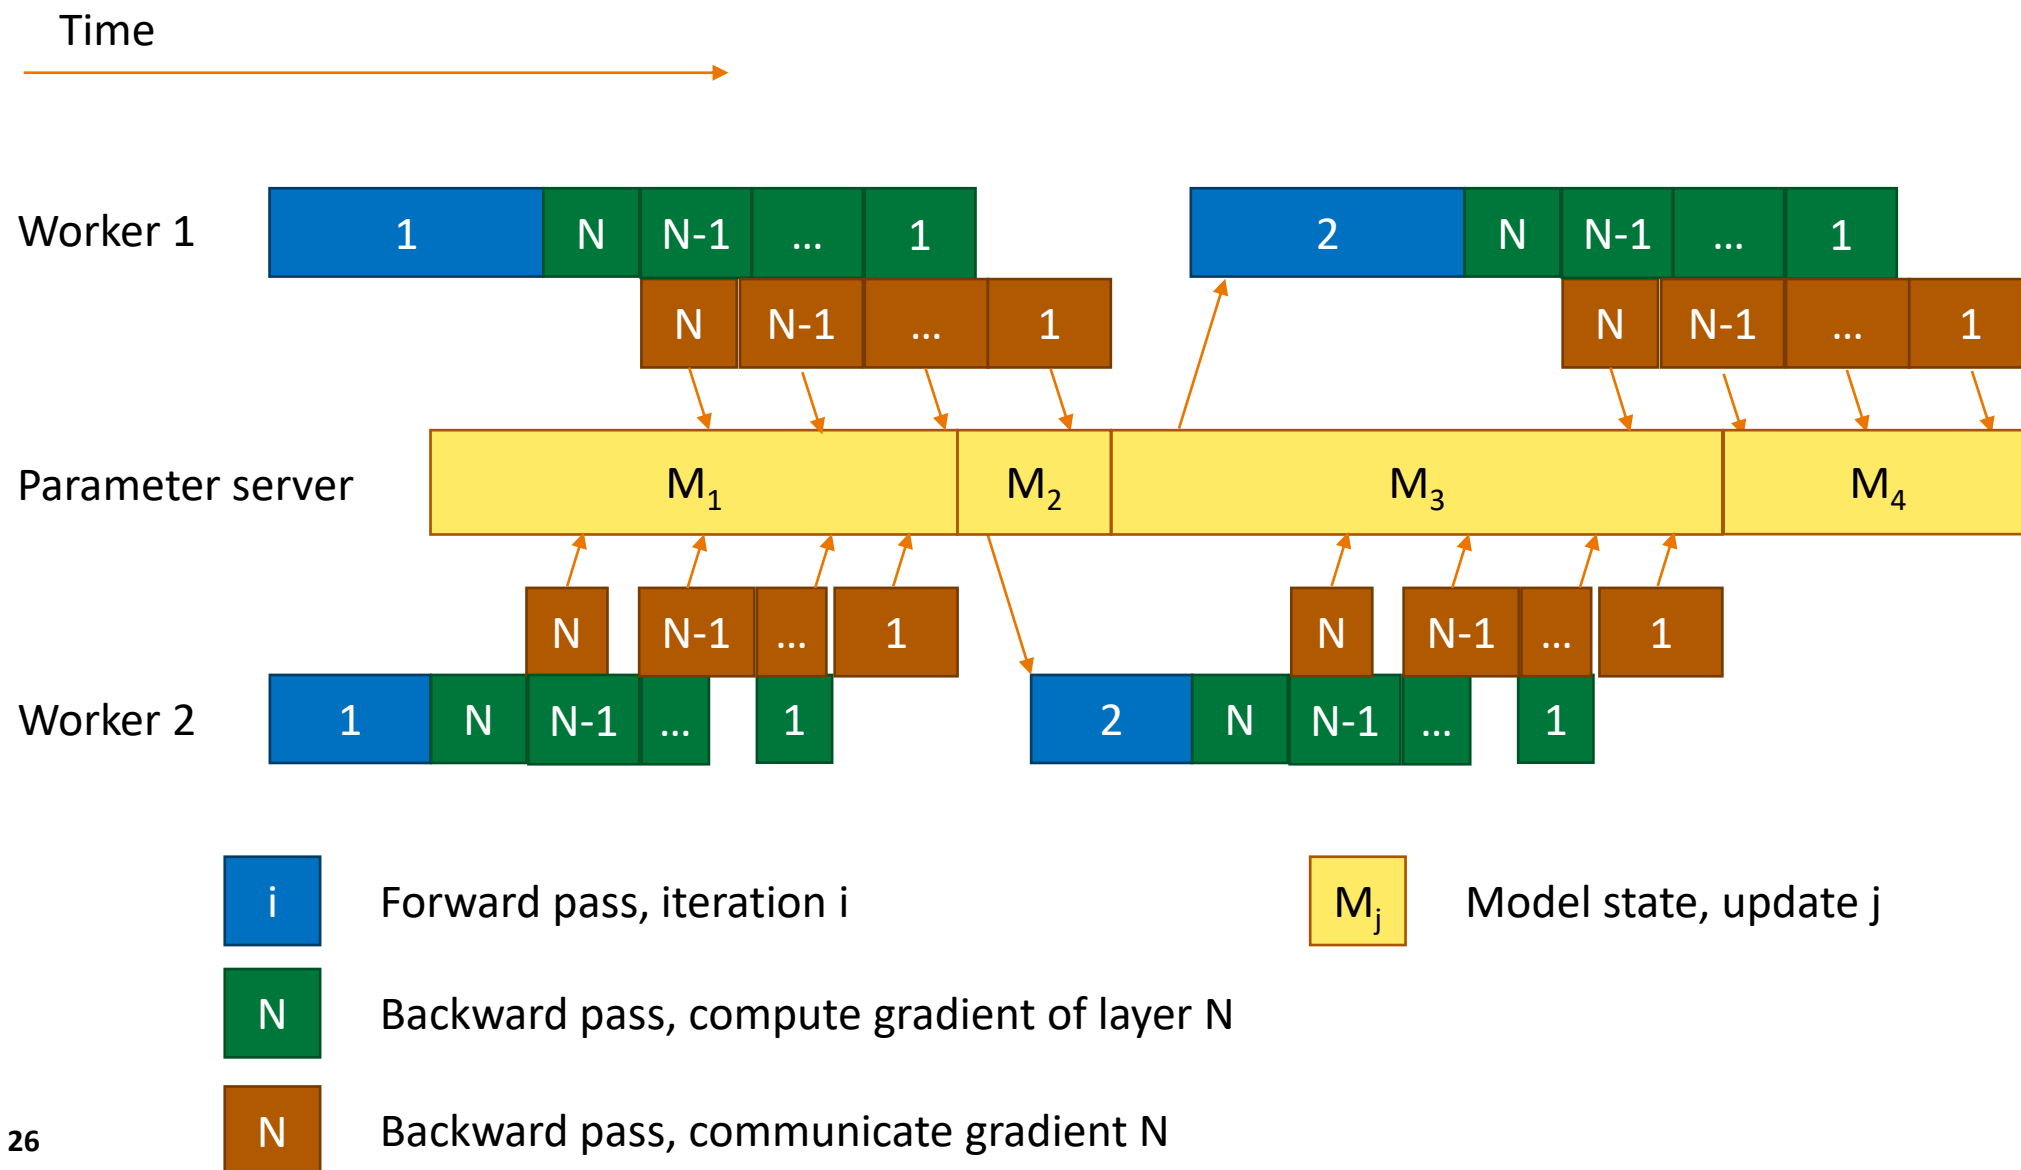 Time
Worker 1
1 N N-1 ... 1 2 N N-1 ... 1
N N-1 ... 1 N N-1 ... 1
Parameter server
M1 M2 M3 M4
N N-1 ... 1 N N-1 ... 1
Worker 2
1 N N-1 ... 1 2 N N-1 ... 1
i Forward pass, iteration i
Mj Model state, update j
N Backward pass, compute gradient of layer N
N Backward pass, communicate gradient N
26